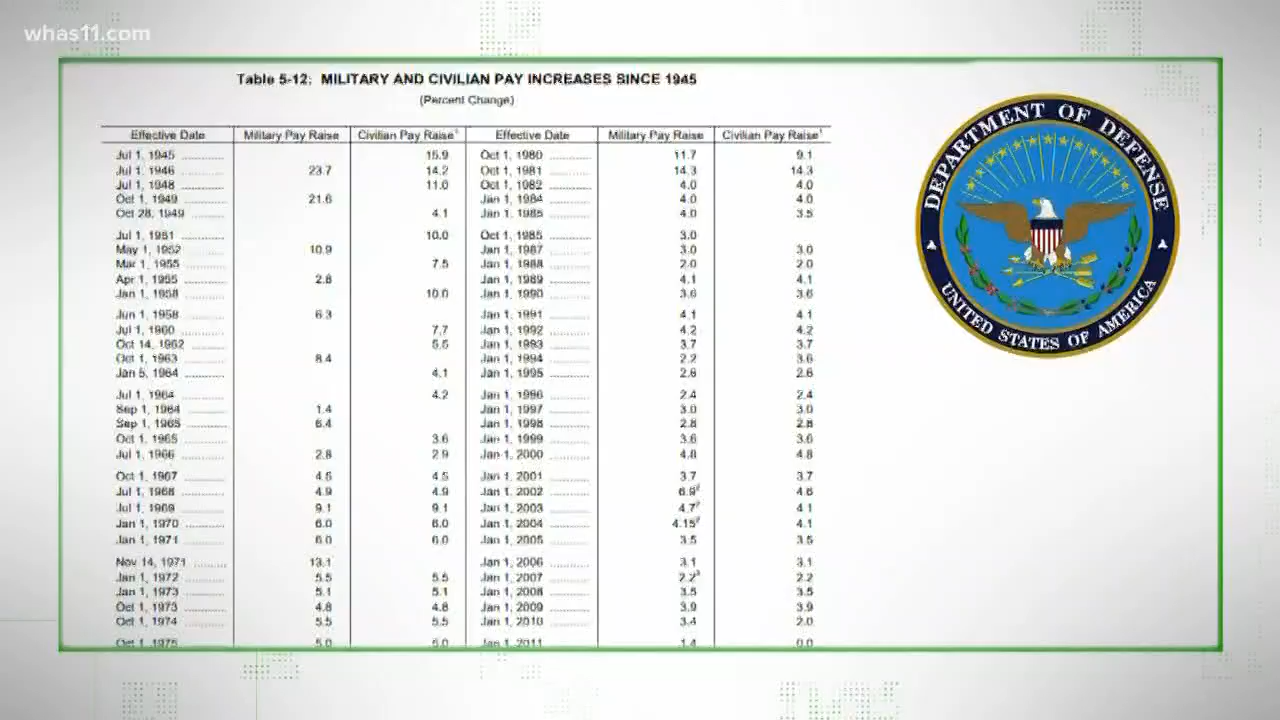 whas11.com
Table 5-12: MILITARY AND CIVILIAN PAY INCREASES SINCE 1945
(Percent Change)
Effective Date Military Pay Raise Civilian Pay Raise¹ Effective Date Military Pay Raise Civilian Pay Raise¹
Jul 1, 1945 15.9 Oct 1, 1980 11.7 9.1
Jul 1, 1946 23.7 Oct 1, 1981 14.3 14.3
Jul 1, 1948 11.0 Oct 1, 1982 4.0 4.0
Oct 1, 1949 21.6 Jan 1, 1984 4.0 4.0
Oct 28, 1949 4.1 Jan 1, 1985 4.0 3.5
Jul 1, 1951 10.0 Oct 1, 1985 3.0
May 1, 1952 10.9 Jan 1, 1987 3.0 3.0
Mar 1, 1955 7.5 Jan 1, 1988 2.0 2.0
Apr 1, 1955 2.8 Jan 1, 1989 4.1 4.1
Jan 1, 1958 10.0 Jan 1, 1990 3.6 3.6
Jun 1, 1958 6.3 Jan 1, 1991 4.1 4.1
Jul 1, 1960 7.7 Jan 1, 1992 4.2 4.2
Oct 14, 1962 5.5 Jan 1, 1993 3.7 3.7
Oct 1, 1963 8.4 Jan 1, 1994 2.2 3.6
Jan 5, 1964 4.1 Jan 1, 1995 2.6 2.6
Jul 1, 1964 4.2 Jan 1, 1996 2.4 2.4
Sep 1, 1964 1.4 Jan 1, 1997 3.0 3.0
Sep 1, 1965 6.4 Jan 1, 1998 2.8 2.8
Oct 1, 1965 3.6 Jan 1, 1999 3.6 3.6
Jul 1, 1966 2.8 2.9 Jan 1, 2000 4.8 4.8
Oct 1, 1967 4.5 4.5 Jan 1, 2001 3.7 3.7
Jul 1, 1968 4.9 4.9 Jan 1, 2002 6.9² 4.6
Jul 1, 1969 9.1 9.1 Jan 1, 2003 4.7² 4.1
Jan 1, 1970 6.0 6.0 Jan 1, 2004 4.15² 4.1
Jan 1, 1971 6.0 6.0 Jan 1, 2005 3.5 3.5
Nov 14, 1971 13.1 Jan 1, 2006 3.1 3.1
Jan 1, 1972 5.5 5.5 Jan 1, 2007 2.2³ 2.2
Jan 1, 1973 5.1 5.1 Jan 1, 2008 3.5 3.5
Oct 1, 1973 4.8 4.8 Jan 1, 2009 3.9 3.9
Oct 1, 1974 5.5 5.5 Jan 1, 2010 3.4 2.0
Oct 1, 1975 5.0 5.0 Jan 1, 2011 1.4 0.0
DEPARTMENT OF DEFENSE
UNITED STATES OF AMERICA